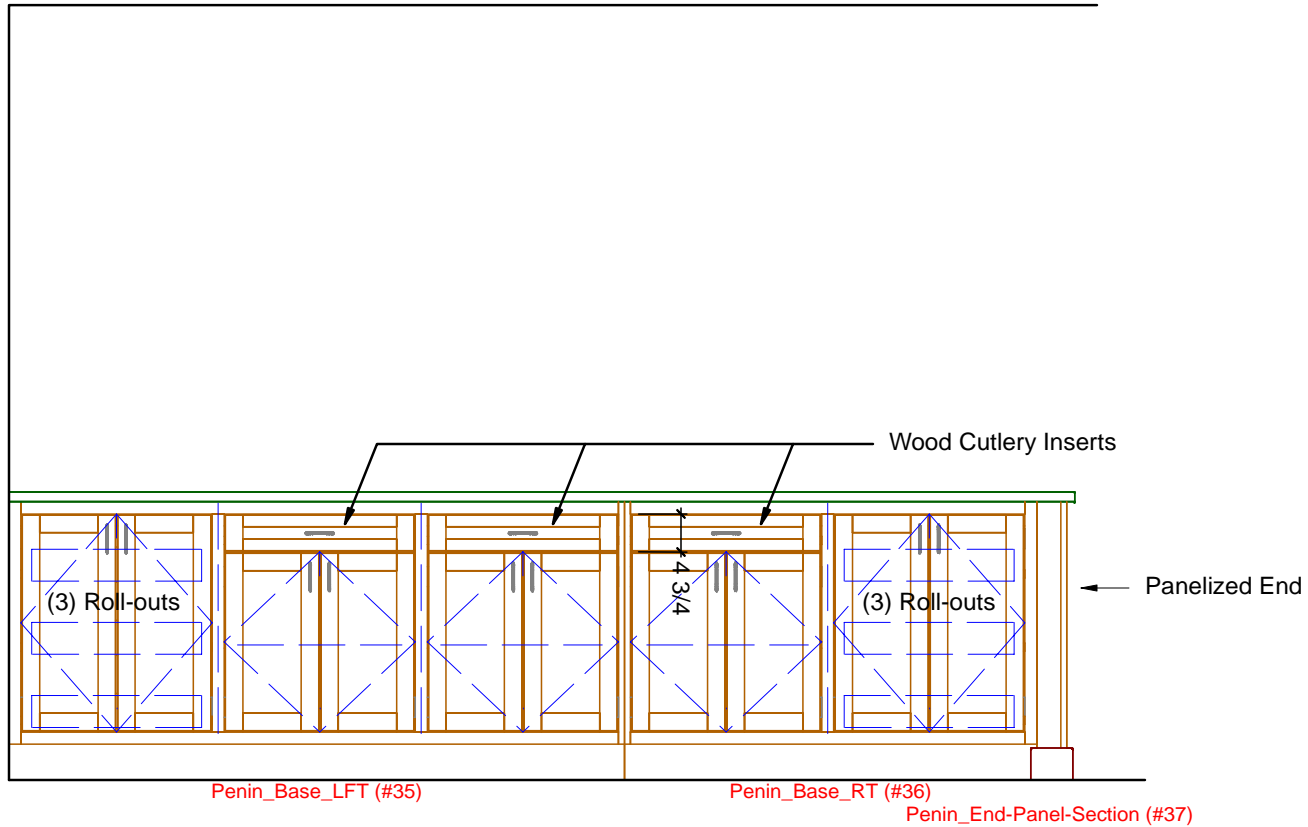 Wood Cutlery Inserts
4 3/4
Panelized End
(3) Roll-outs
(3) Roll-outs
Penin_Base_LFT (#35)
Penin_Base_RT (#36)
Penin_End-Panel-Section (#37)